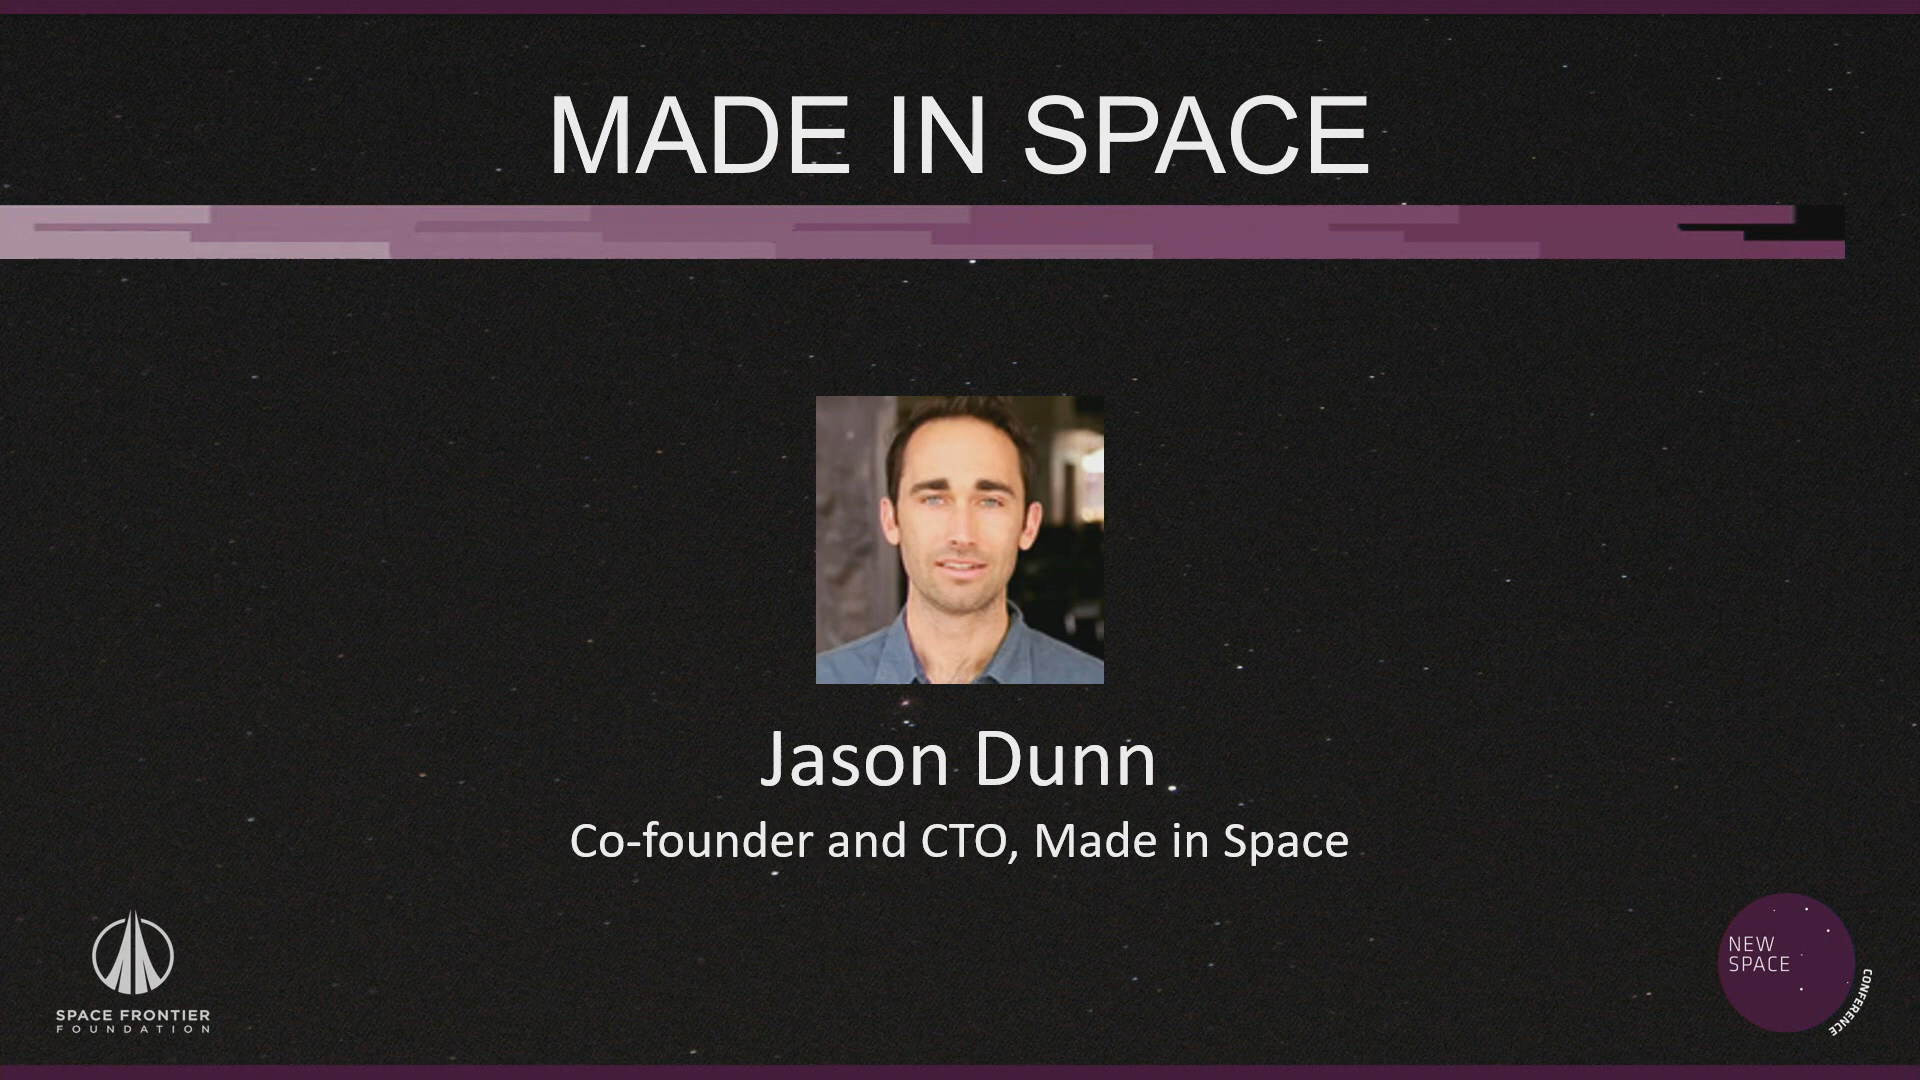 MADE IN SPACE
Jason Dunn
Co-founder and CTO, Made in Space
SPACE FRONTIER
FOUNDATION
NEW
SPACE
CONFERENCE